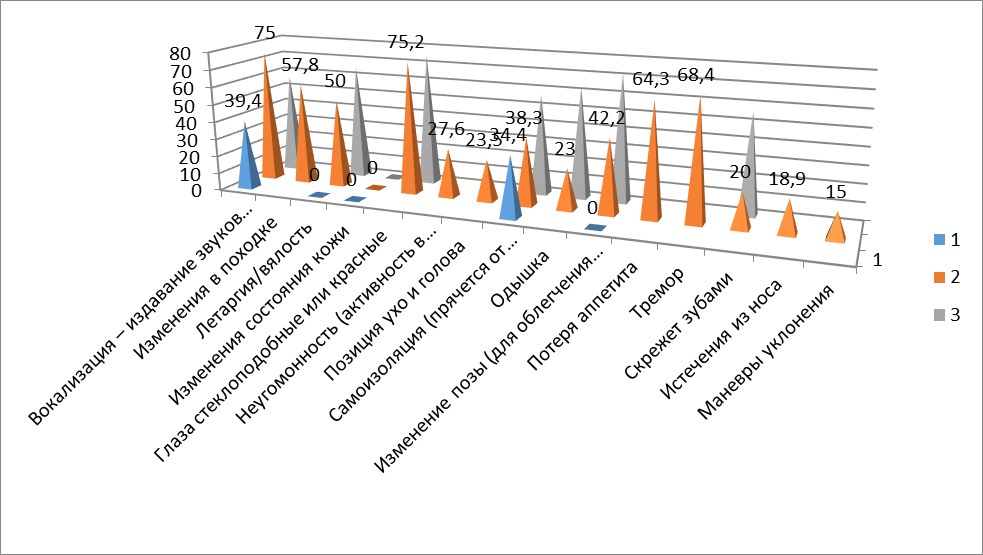 80
70
60
50
40
30
20
10
0
39,4
75
57,8
0
50
0
0
75,2
27,6
23,5
34,4
38,3
23
42,2
0
64,3
68,4
20
18,9
15
Вокализация – издавание звуков…
Изменения в походке
Летаргия/вялость
Изменения состояния кожи
Глаза стеклоподобные или красные
Неугомонность (активность в…
Позиция ухо и голова
Самоизоляция (прячется от…
Одышка
Изменение позы (для облегчения…
Потеря аппетита
Тремор
Скрежет зубами
Истечения из носа
Маневры уклонения
1
1
2
3